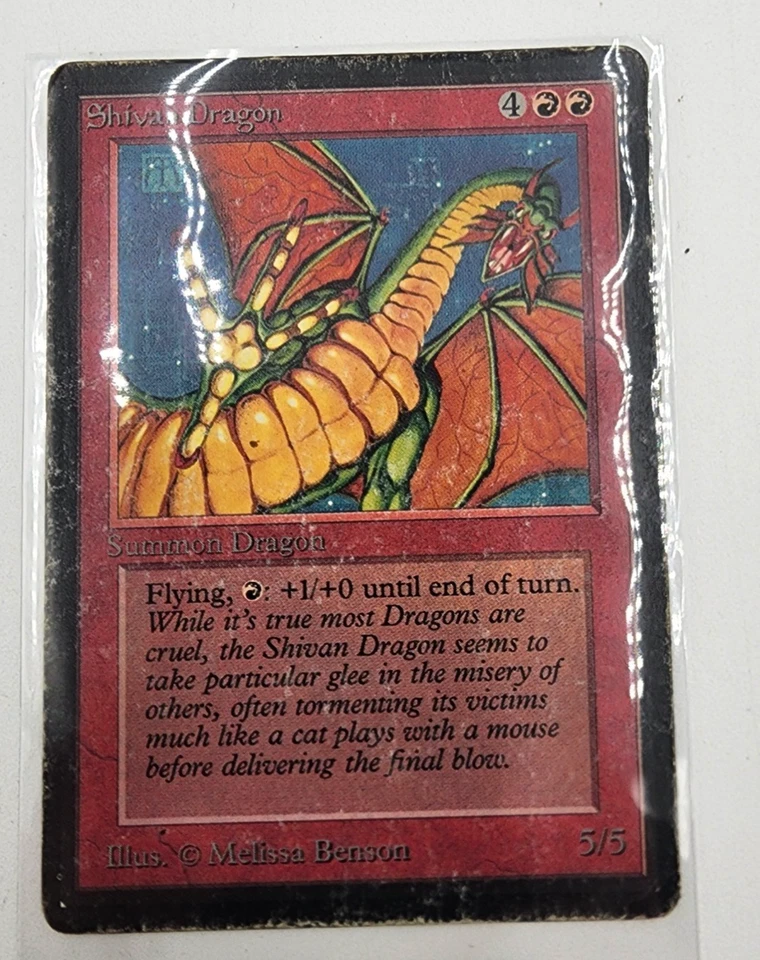 Shivan Dragon 4
Summon Dragon
Flying, : +1/+0 until end of turn.
While it's true most Dragons are
cruel, the Shivan Dragon seems to
take particular glee in the misery of
others, often tormenting its victims
much like a cat plays with a mouse
before delivering the final blow.
Illus. © Melissa Benson 5/5